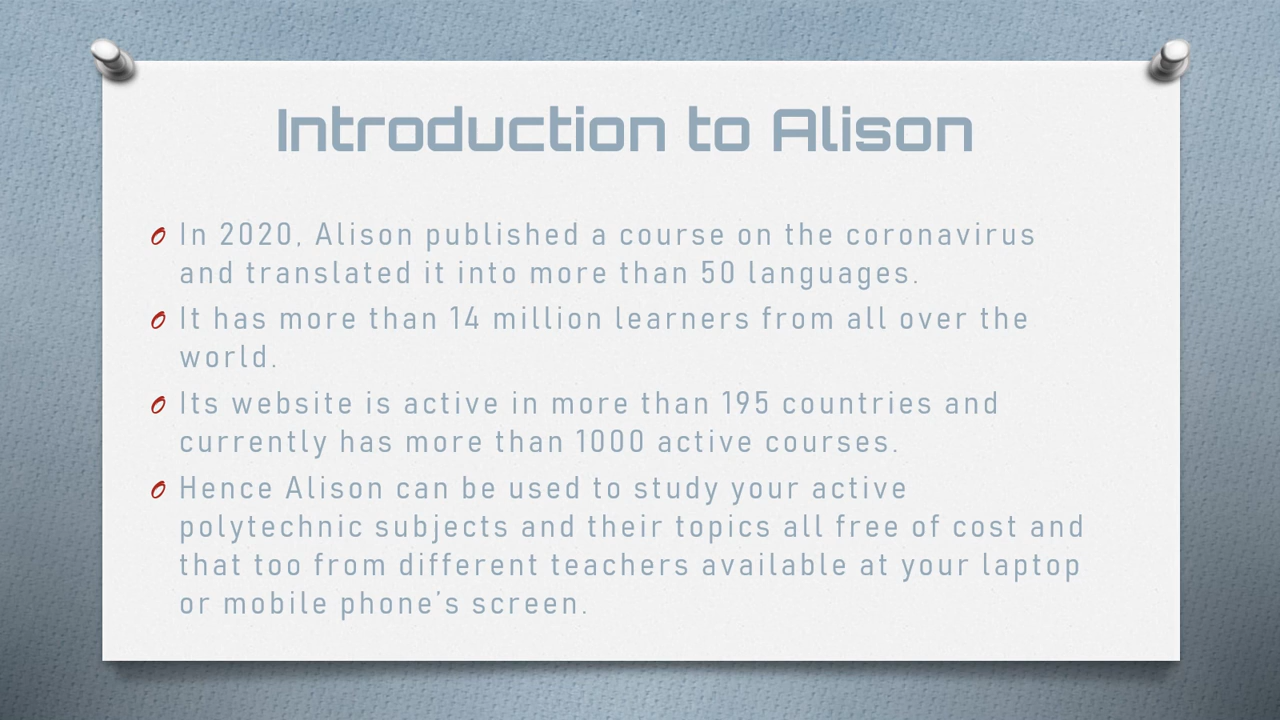 Introduction to Alison
In 2020, Alison published a course on the coronavirus
and translated it into more than 50 languages.
It has more than 14 million learners from all over the
world.
Its website is active in more than 195 countries and
currently has more than 1000 active courses.
Hence Alison can be used to study your active
polytechnic subjects and their topics all free of cost and
that too from different teachers available at your laptop
or mobile phone’s screen.